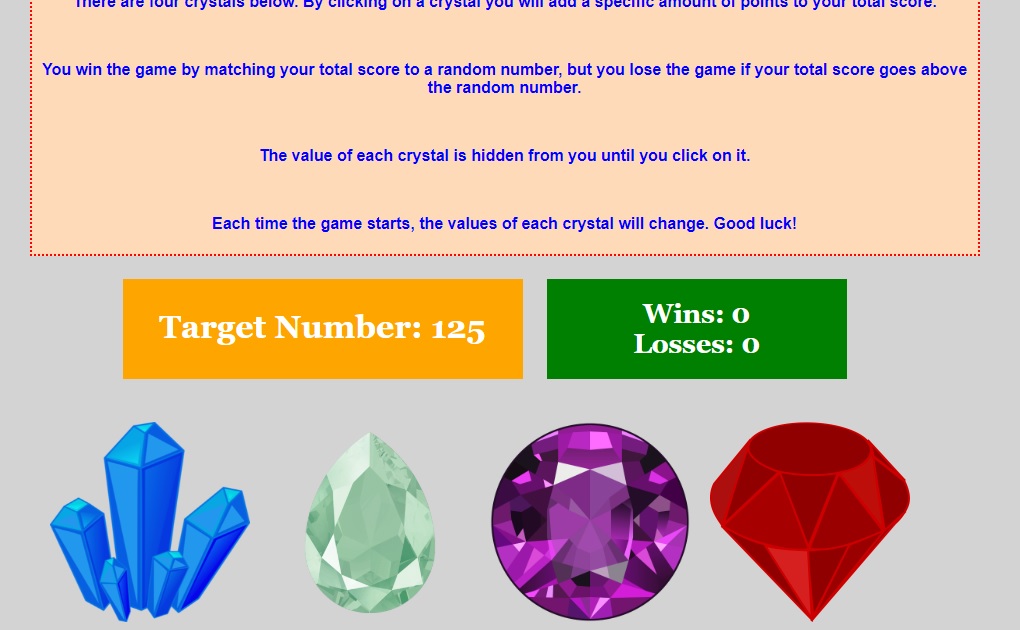 There are four crystals below. By clicking on a crystal you will add a specific amount of points to your total score.
You win the game by matching your total score to a random number, but you lose the game if your total score goes above
the random number.
The value of each crystal is hidden from you until you click on it.
Each time the game starts, the values of each crystal will change. Good luck!
Target Number: 125
Wins: 0
Losses: 0